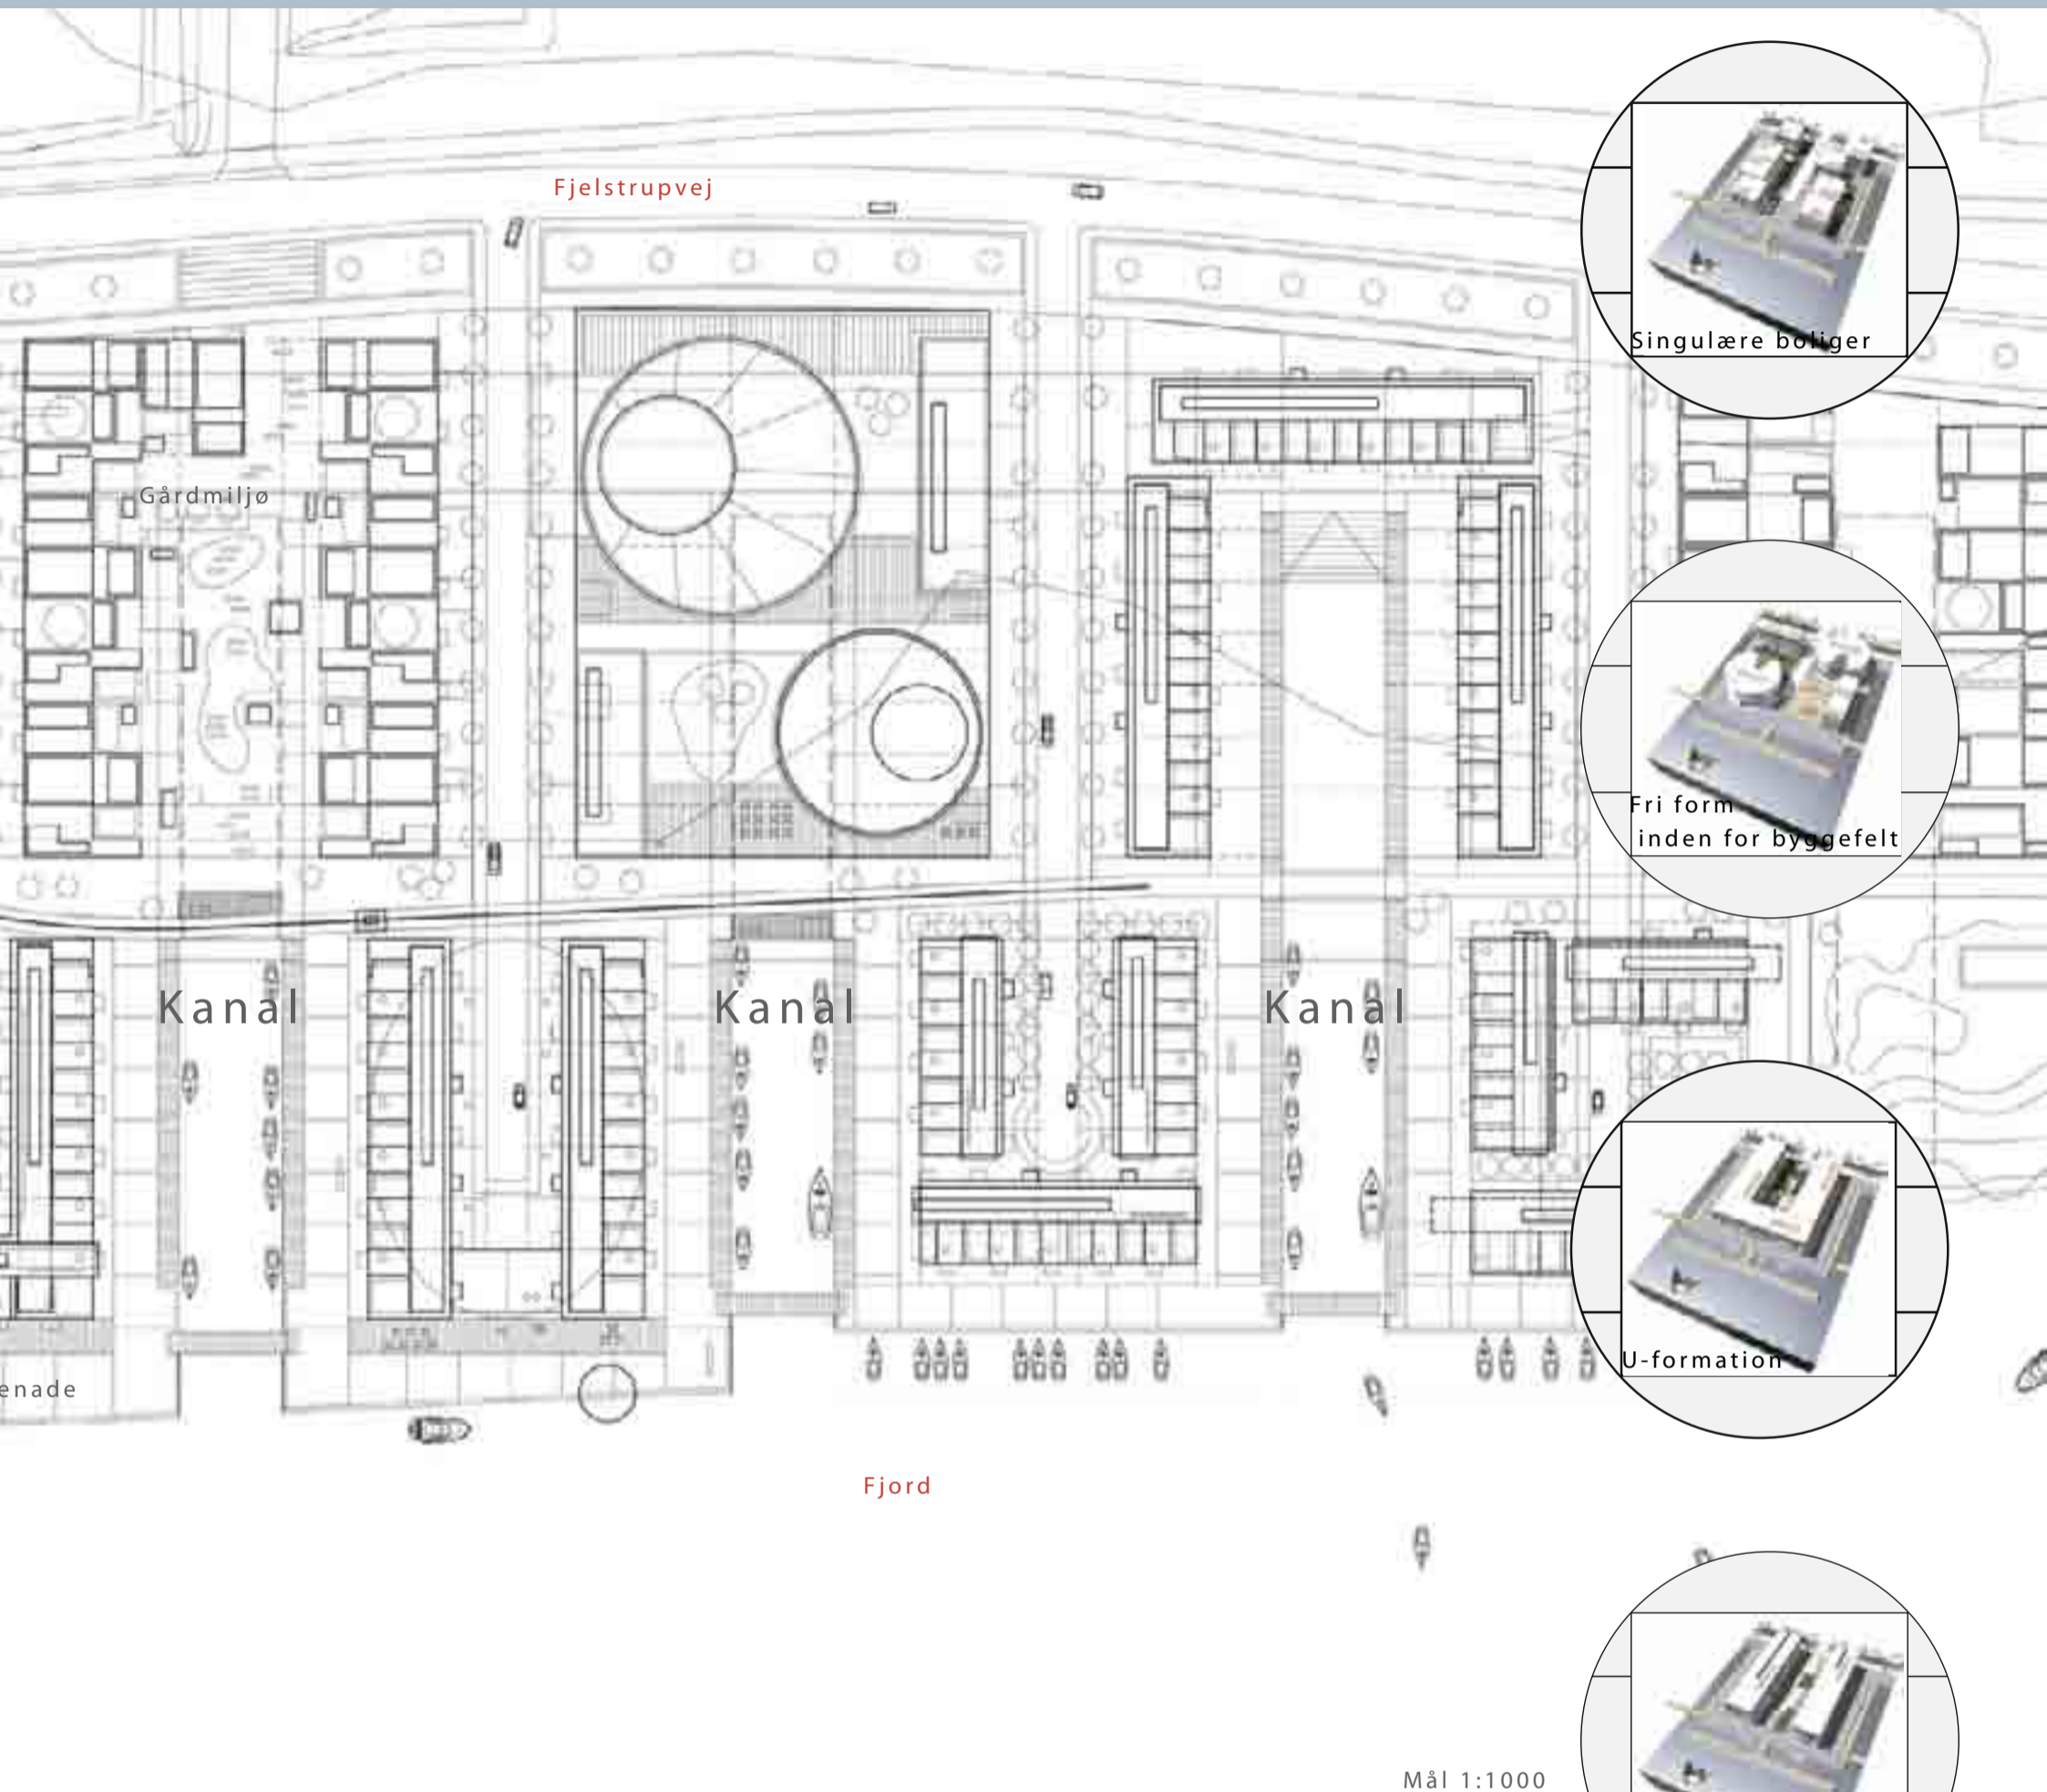 Fjelstrupvej
Singulære boliger
Gårdmiljø
Fri form
inden for byggefelt
Kanal
Kanal
Kanal
U-formation
enade
Fjord
Mål 1:1000